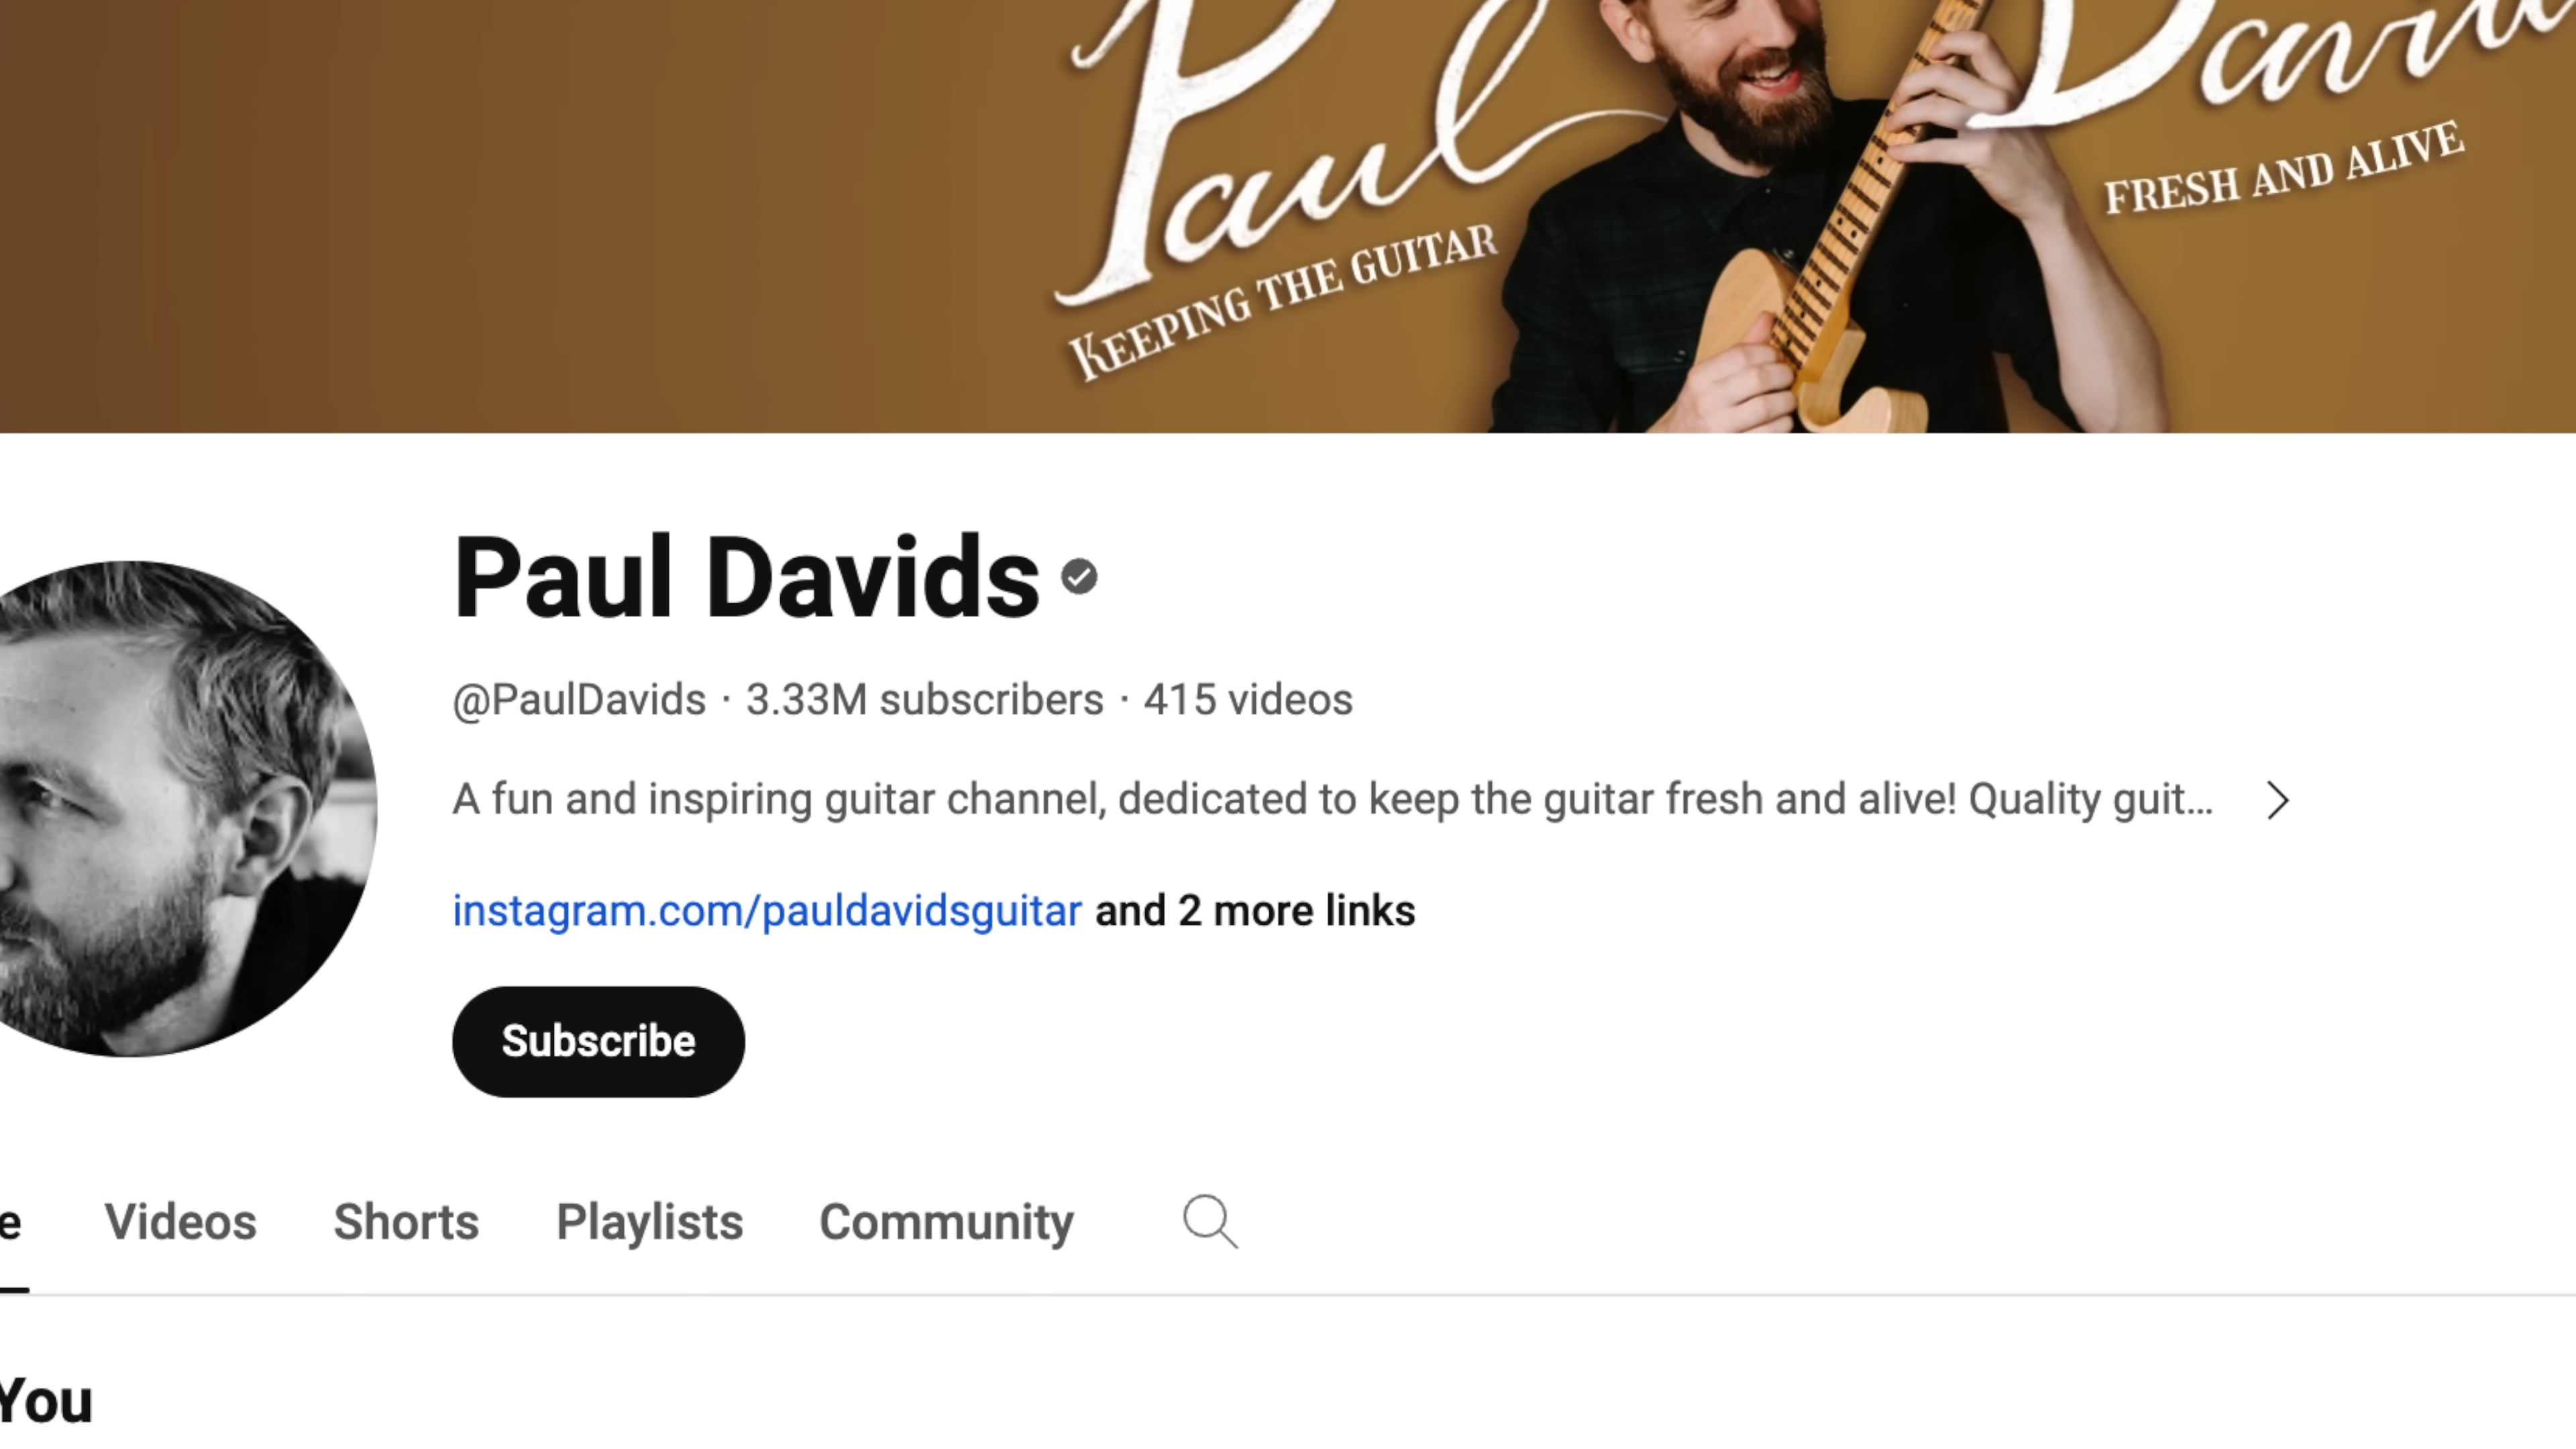 Paul
KEEPING THE GUITAR
FRESH AND ALIVE
Paul Davids
@PaulDavids · 3.33M subscribers · 415 videos
A fun and inspiring guitar channel, dedicated to keep the guitar fresh and alive! Quality guit...
instagram.com/pauldavidsguitar and 2 more links
Subscribe
Videos Shorts Playlists Community
You